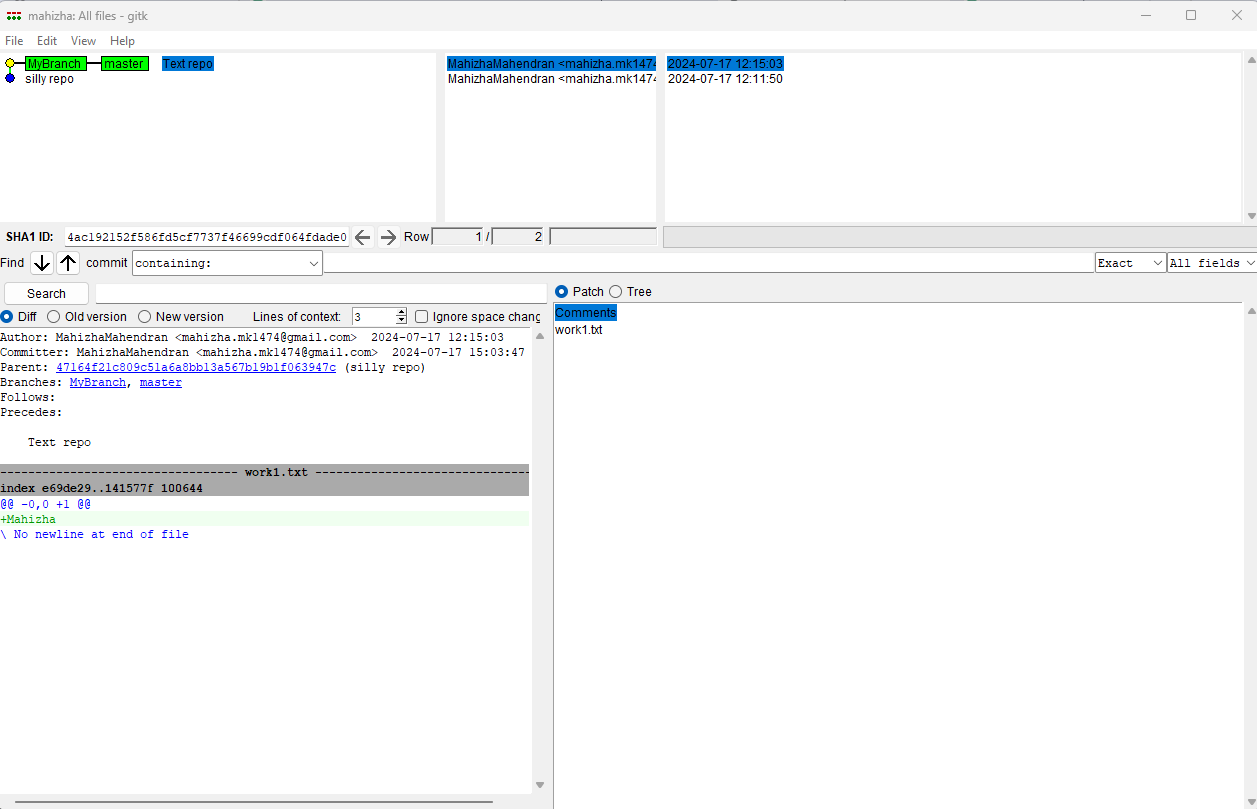 mahizha: All files - gitk
File Edit View Help
MyBranch master Text repo MahizhaMahendran <mahizha.mk1474 2024-07-17 12:15:03
silly repo MahizhaMahendran <mahizha.mk1474 2024-07-17 12:11:50
SHA1 ID: 4ac192152f586fd5cf7737f46699cdf064fdade0 Row 1 / 2
Find commit containing: Exact All fields
Search Patch Tree
Diff Old version New version Lines of context: 3 Ignore space chang
Comments
work1.txt
Author: MahizhaMahendran <mahizha.mk1474@gmail.com> 2024-07-17 12:15:03
Committer: MahizhaMahendran <mahizha.mk1474@gmail.com> 2024-07-17 15:03:47
Parent: 47164f21c809c51a6a8bb13a567b19b1f063947c (silly repo)
Branches: MyBranch, master
Follows:
Precedes:
Text repo
---------------------------------- work1.txt -------------------------------
index e69de29..141577f 100644
@@ -0,0 +1 @@
+Mahizha
\ No newline at end of file